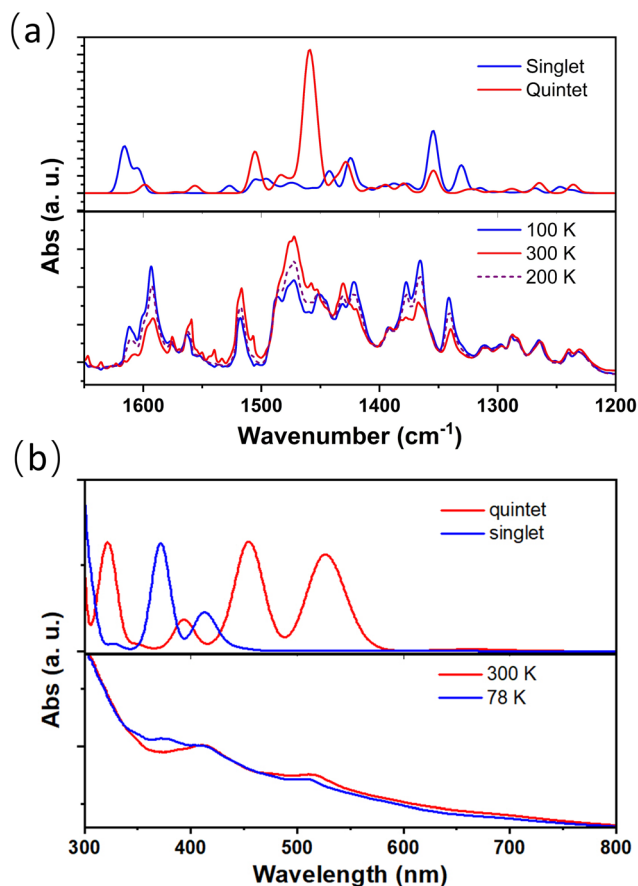 (a)
Singlet
Quintet
100 K
300 K
200 K
Abs (a. u.)
1600 1500 1400 1300 1200
Wavenumber (cm⁻¹)
(b)
quintet
singlet
300 K
78 K
Abs (a. u.)
300 400 500 600 700 800
Wavelength (nm)